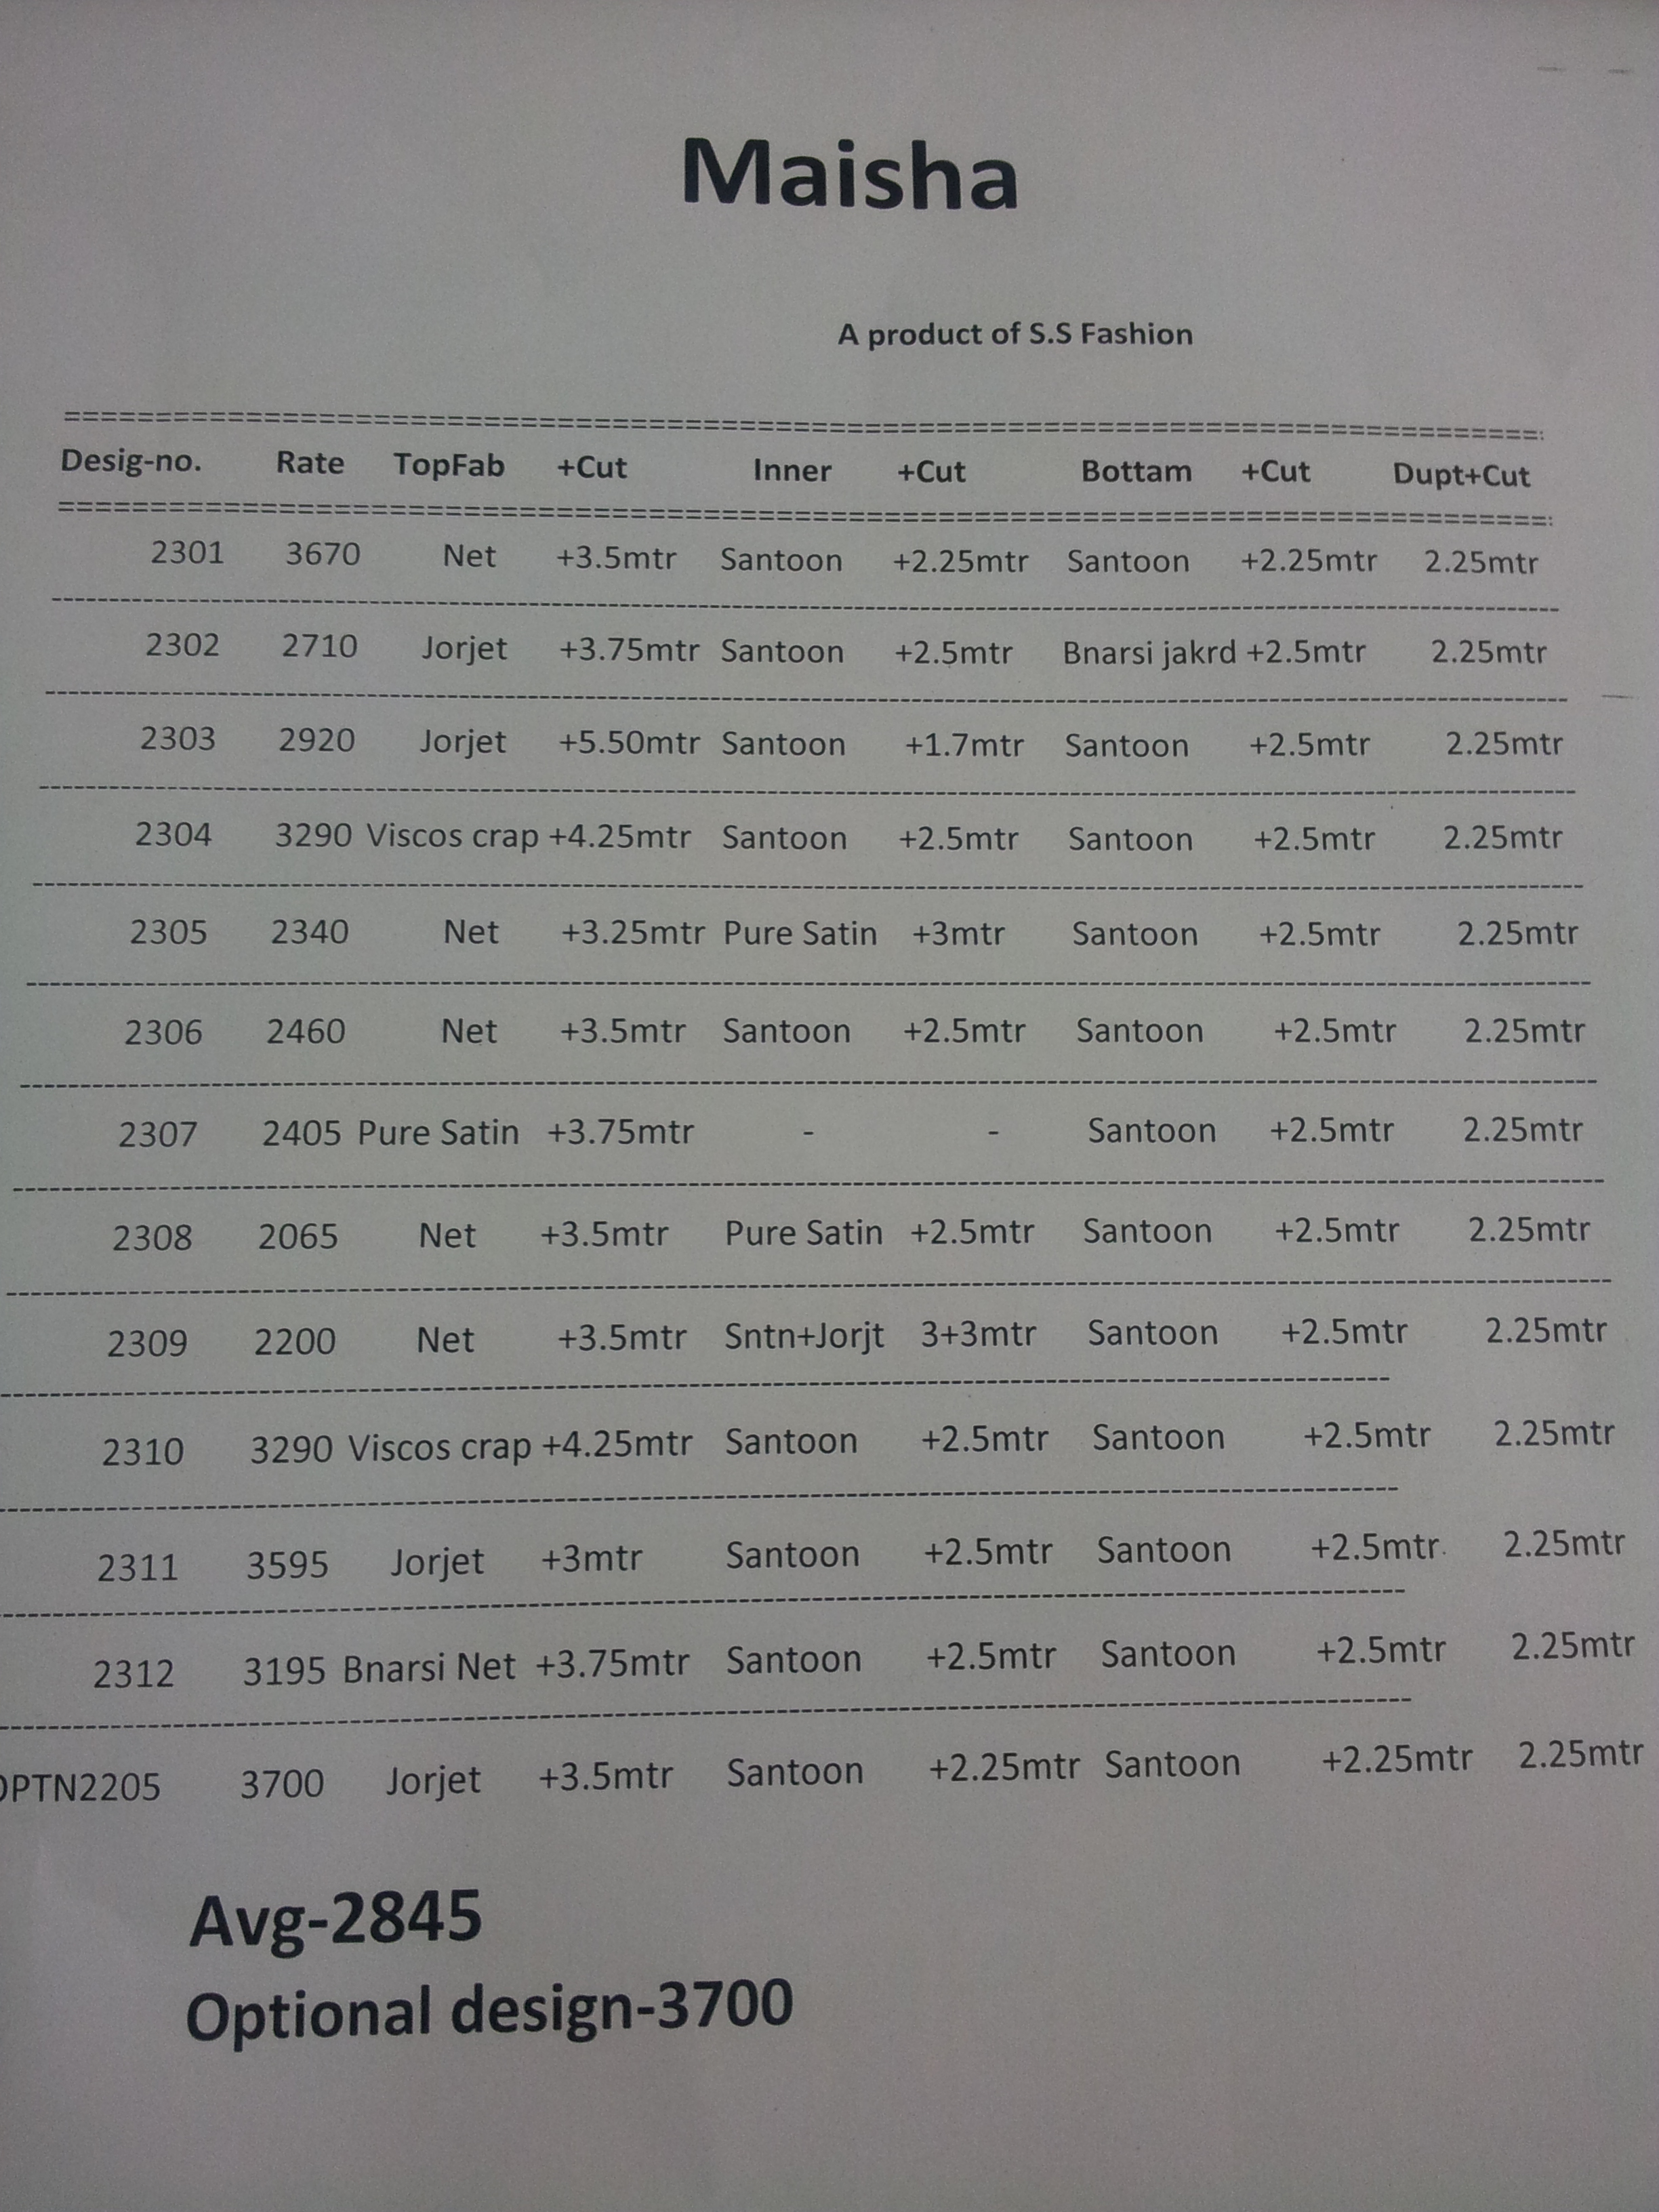 Maisha
A product of S.S Fashion
==========================================================================================
Desig-no. Rate TopFab +Cut Inner +Cut Bottam +Cut Dupt+Cut
==========================================================================================
2301 3670 Net +3.5mtr Santoon +2.25mtr Santoon +2.25mtr 2.25mtr
2302 2710 Jorjet +3.75mtr Santoon +2.5mtr Bnarsi jakrd +2.5mtr 2.25mtr
2303 2920 Jorjet +5.50mtr Santoon +1.7mtr Santoon +2.5mtr 2.25mtr
2304 3290 Viscos crap +4.25mtr Santoon +2.5mtr Santoon +2.5mtr 2.25mtr
2305 2340 Net +3.25mtr Pure Satin +3mtr Santoon +2.5mtr 2.25mtr
2306 2460 Net +3.5mtr Santoon +2.5mtr Santoon +2.5mtr 2.25mtr
2307 2405 Pure Satin +3.75mtr - - Santoon +2.5mtr 2.25mtr
2308 2065 Net +3.5mtr Pure Satin +2.5mtr Santoon +2.5mtr 2.25mtr
2309 2200 Net +3.5mtr Sntn+Jorjt 3+3mtr Santoon +2.5mtr 2.25mtr
2310 3290 Viscos crap +4.25mtr Santoon +2.5mtr Santoon +2.5mtr 2.25mtr
2311 3595 Jorjet +3mtr Santoon +2.5mtr Santoon +2.5mtr. 2.25mtr
2312 3195 Bnarsi Net +3.75mtr Santoon +2.5mtr Santoon +2.5mtr 2.25mtr
OPTN2205 3700 Jorjet +3.5mtr Santoon +2.25mtr Santoon +2.25mtr 2.25mtr
Avg-2845
Optional design-3700